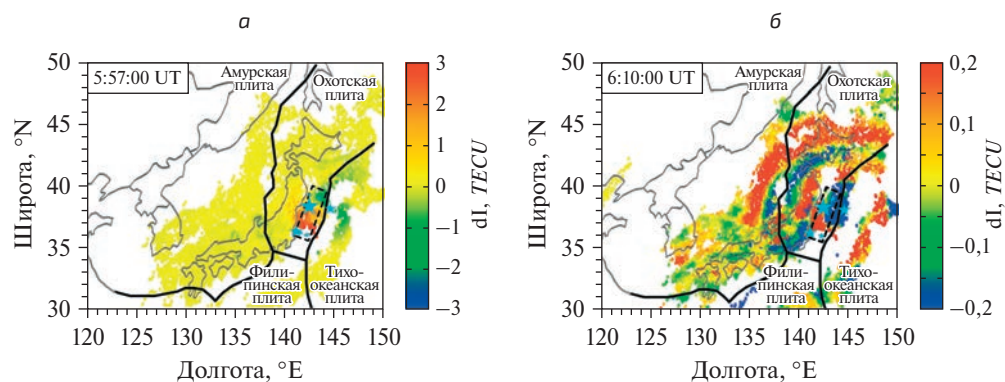 а
5:57:00 UT
Амурская
плита
Охотская
плита
Фили-
пинская
плита
Тихо-
океанская
плита
50
45
40
35
30
120 125 130 135 140 145 150
Широта, °N
Долгота, °E
3
2
1
0
−1
−2
−3
dI, TECU
б
6:10:00 UT
Амурская
плита
Охотская
плита
Фили-
пинская
плита
Тихо-
океанская
плита
50
45
40
35
30
120 125 130 135 140 145 150
Широта, °N
Долгота, °E
0,2
0,1
0
−0,1
−0,2
dI, TECU